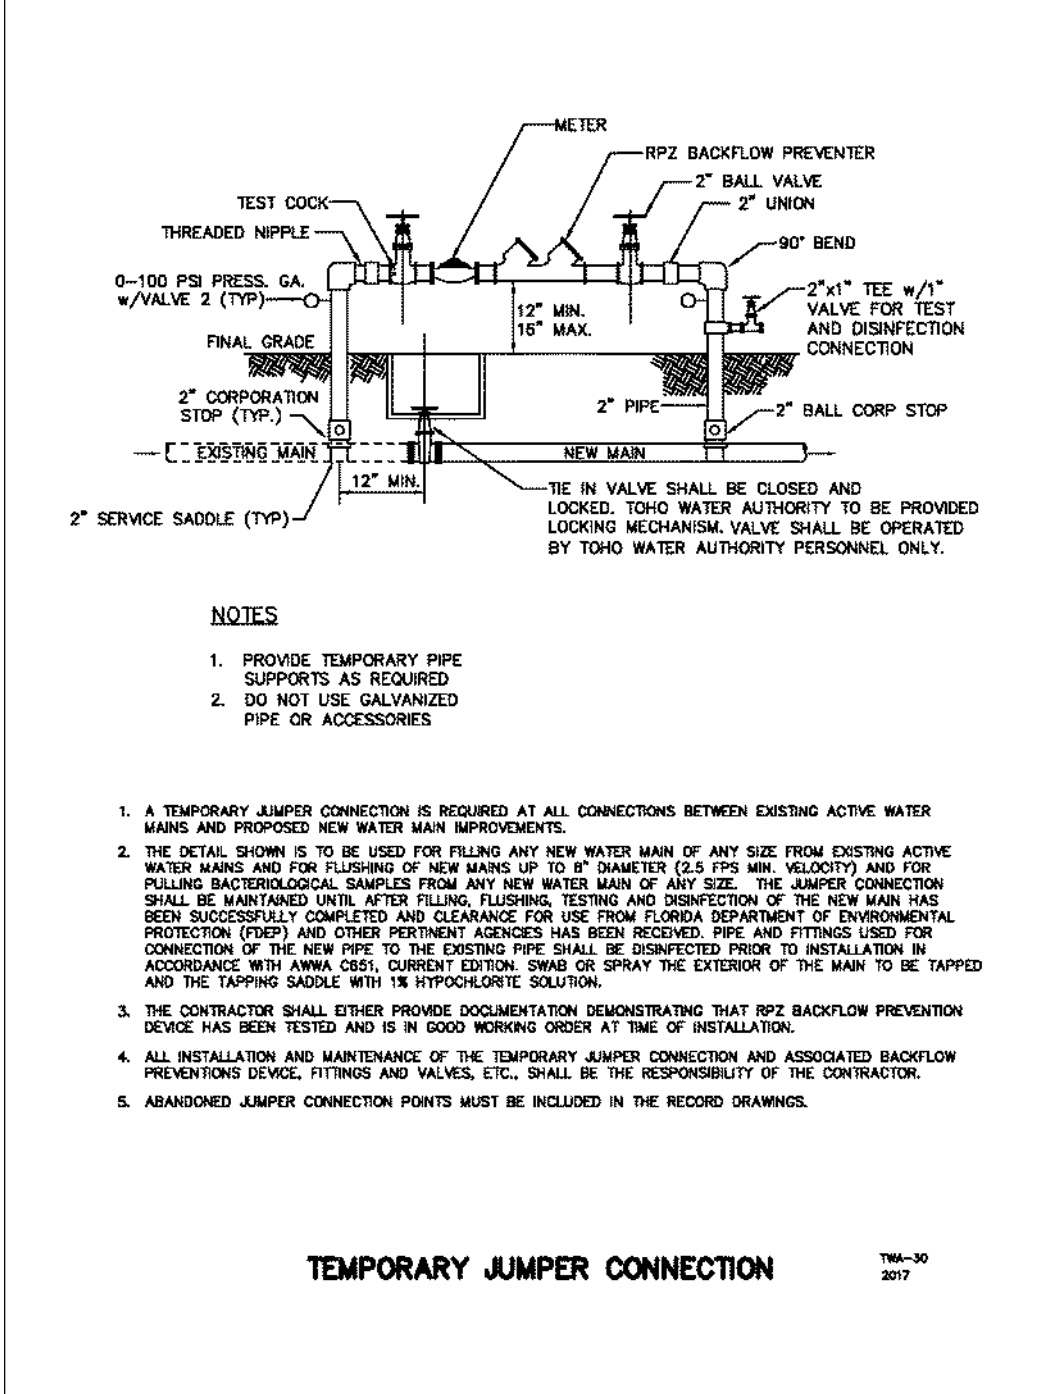 METER
RPZ BACKFLOW PREVENTER
2" BALL VALVE
TEST COCK
2" UNION
THREADED NIPPLE
90° BEND
0-100 PSI PRESS. GA.
w/VALVE 2 (TYP)
2"x1" TEE w/1"
VALVE FOR TEST
AND DISINFECTION
CONNECTION
12" MIN.
15" MAX.
FINAL GRADE
2" CORPORATION
STOP (TYP.)
2" PIPE
2" BALL CORP STOP
EXISTING MAIN
NEW MAIN
12" MIN.
2" SERVICE SADDLE (TYP)
TIE IN VALVE SHALL BE CLOSED AND
LOCKED. TOHO WATER AUTHORITY TO BE PROVIDED
LOCKING MECHANISM. VALVE SHALL BE OPERATED
BY TOHO WATER AUTHORITY PERSONNEL ONLY.
NOTES
1. PROVIDE TEMPORARY PIPE
SUPPORTS AS REQUIRED
2. DO NOT USE GALVANIZED
PIPE OR ACCESSORIES
1. A TEMPORARY JUMPER CONNECTION IS REQUIRED AT ALL CONNECTIONS BETWEEN EXISTING ACTIVE WATER
MAINS AND PROPOSED NEW WATER MAIN IMPROVEMENTS.
2. THE DETAIL SHOWN IS TO BE USED FOR FILLING ANY NEW WATER MAIN OF ANY SIZE FROM EXISTING ACTIVE
WATER MAINS AND FOR FLUSHING OF NEW MAINS UP TO 8" DIAMETER (2.5 FPS MIN. VELOCITY) AND FOR
PULLING BACTERIOLOGICAL SAMPLES FROM ANY NEW WATER MAIN OF ANY SIZE. THE JUMPER CONNECTION
SHALL BE MAINTAINED UNTIL AFTER FILLING, FLUSHING, TESTING AND DISINFECTION OF THE NEW MAIN HAS
BEEN SUCCESSFULLY COMPLETED AND CLEARANCE FOR USE FROM FLORIDA DEPARTMENT OF ENVIRONMENTAL
PROTECTION (FDEP) AND OTHER PERTINENT AGENCIES HAS BEEN RECEIVED. PIPE AND FITTINGS USED FOR
CONNECTION OF THE NEW PIPE TO THE EXISTING PIPE SHALL BE DISINFECTED PRIOR TO INSTALLATION IN
ACCORDANCE WITH AWWA C651, CURRENT EDITION. SWAB OR SPRAY THE EXTERIOR OF THE MAIN TO BE TAPPED
AND THE TAPPING SADDLE WITH 1% HYPOCHLORITE SOLUTION.
3. THE CONTRACTOR SHALL EITHER PROVIDE DOCUMENTATION DEMONSTRATING THAT RPZ BACKFLOW PREVENTION
DEVICE HAS BEEN TESTED AND IS IN GOOD WORKING ORDER AT TIME OF INSTALLATION.
4. ALL INSTALLATION AND MAINTENANCE OF THE TEMPORARY JUMPER CONNECTION AND ASSOCIATED BACKFLOW
PREVENTIONS DEVICE, FITTINGS AND VALVES, ETC., SHALL BE THE RESPONSIBILITY OF THE CONTRACTOR.
5. ABANDONED JUMPER CONNECTION POINTS MUST BE INCLUDED IN THE RECORD DRAWINGS.
TEMPORARY JUMPER CONNECTION
TWA-30
2017